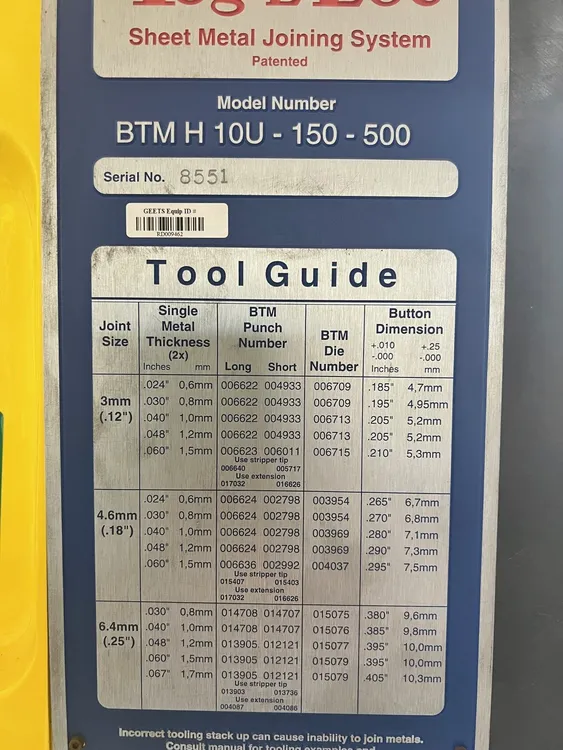 Sheet Metal Joining System
Patented
Model Number
BTM H 10U - 150 - 500
Serial No. 8551
GEETS Equip ID #
RD009462
Tool Guide
Joint Size Single Metal Thickness (2x) BTM Punch Number BTM Die Number Button Dimension
+.010 +.25
-.000 -.000
Inches mm Long Short Inches mm
3mm (.12")
.024" 0,6mm 006622 004933 006709 .185" 4,7mm
.030" 0,8mm 006622 004933 006709 .195" 4,95mm
.040" 1,0mm 006622 004933 006713 .205" 5,2mm
.048" 1,2mm 006622 004933 006713 .205" 5,2mm
.060" 1,5mm 006623 006011 006715 .210" 5,3mm
Use stripper tip
006640 005717
Use extension
017032 016626
4.6mm (.18")
.024" 0,6mm 006624 002798 003954 .265" 6,7mm
.030" 0,8mm 006624 002798 003954 .270" 6,8mm
.040" 1,0mm 006624 002798 003969 .280" 7,1mm
.048" 1,2mm 006624 002798 003969 .290" 7,3mm
.060" 1,5mm 006636 002992 004037 .295" 7,5mm
Use stripper tip
015407 015403
Use extension
017032 016626
6.4mm (.25")
.030" 0,8mm 014708 014707 015075 .380" 9,6mm
.040" 1,0mm 014708 014707 015076 .385" 9,8mm
.048" 1,2mm 013905 012121 015077 .395" 10,0mm
.060" 1,5mm 013905 012121 015079 .395" 10,0mm
.067" 1,7mm 013905 012121 015079 .405" 10,3mm
Use stripper tip
013903 013736
Use extension
004087 004086
Incorrect tooling stack up can cause inability to join metals.
Consult manual for tooling examples and